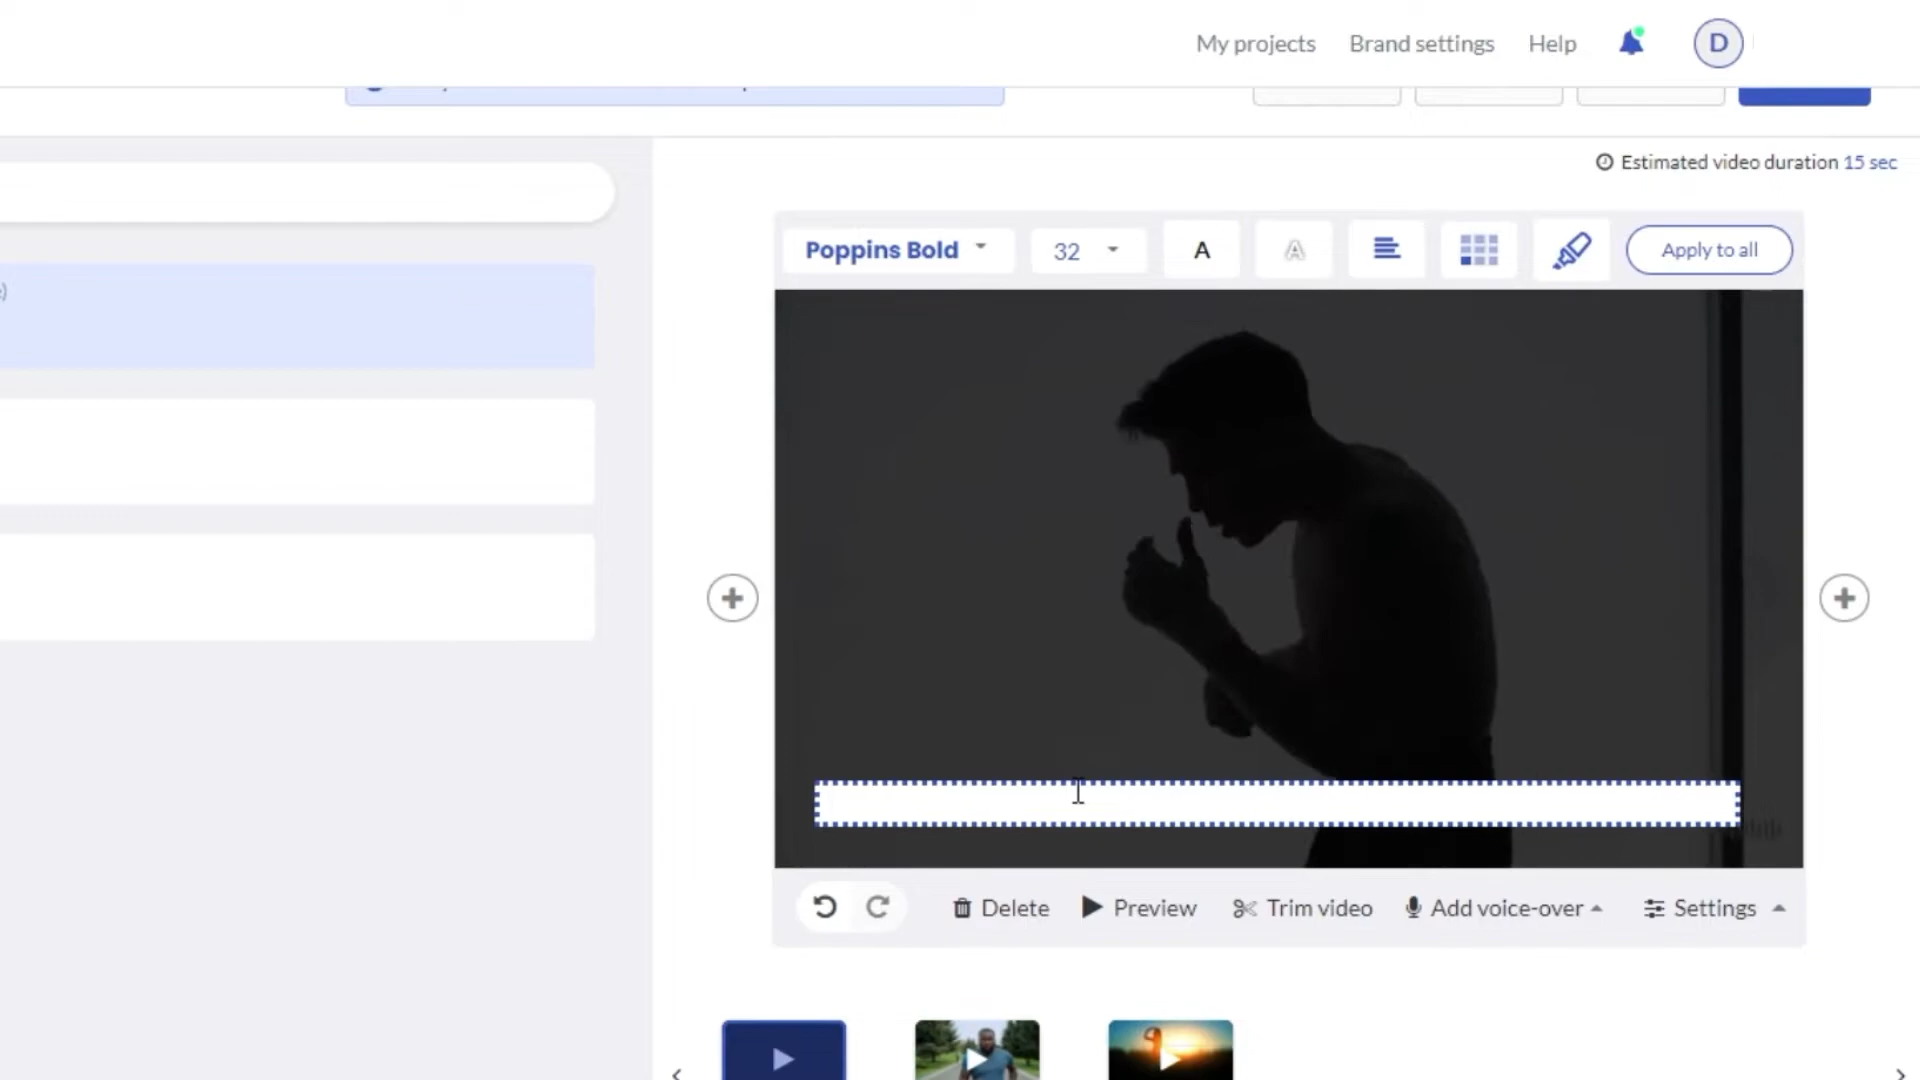 My projects Brand settings Help D
Estimated video duration 15 sec
Poppins Bold 32 A A Apply to all
Delete Preview Trim video Add voice-over Settings